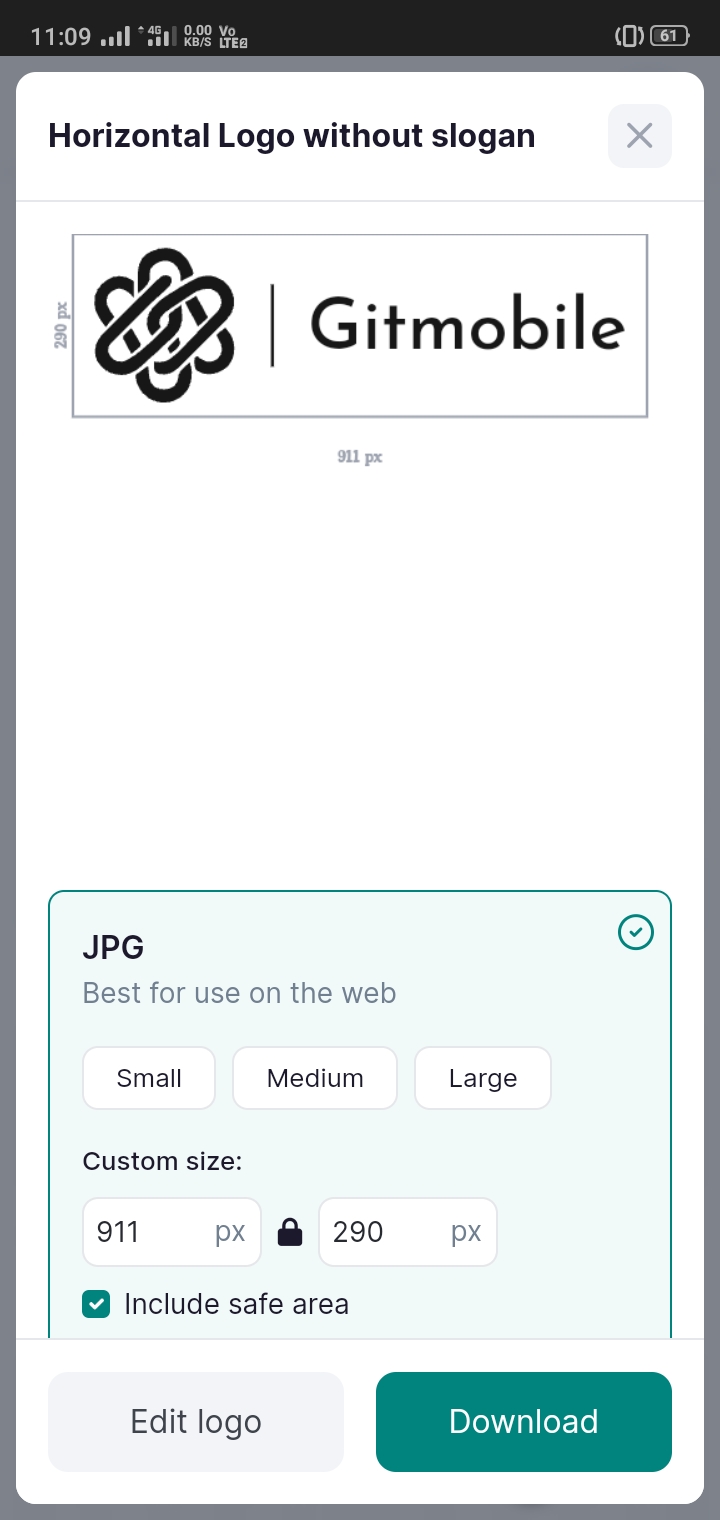 11:09 4G 0.00 KB/S Vo LTE2 61
Horizontal Logo without slogan
290 px
Gitmobile
911 px
JPG
Best for use on the web
Small Medium Large
Custom size:
911 px 290 px
Include safe area
Edit logo Download